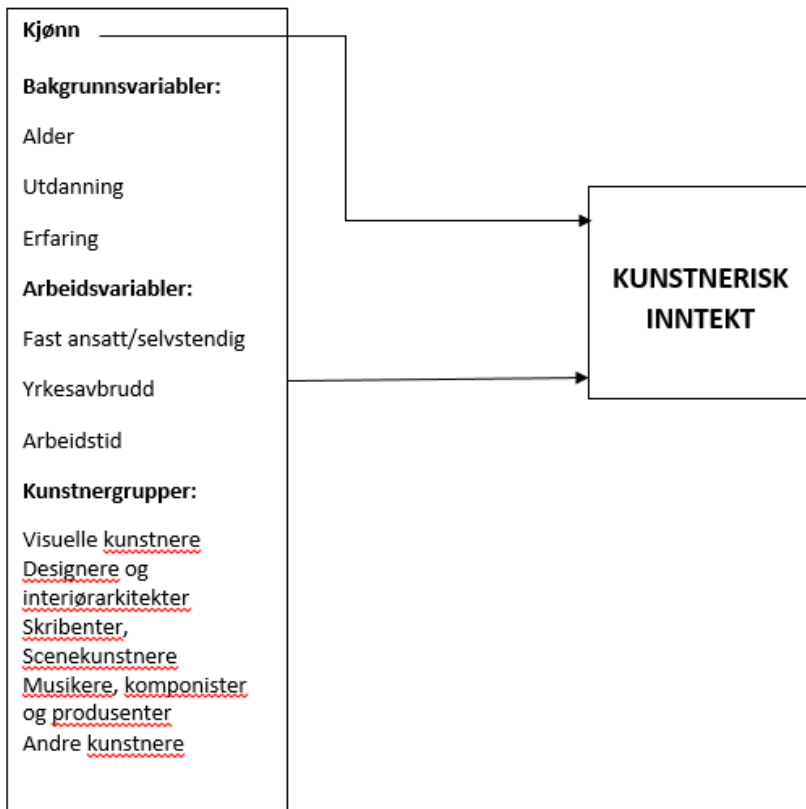 Kjønn
Bakgrunnsvariabler:
Alder
Utdanning
Erfaring
Arbeidsvariabler:
Fast ansatt/selvstendig
Yrkesavbrudd
Arbeidstid
Kunstnergrupper:
Visuelle kunstnere
Designere og
interiørarkitekter
Skribenter,
Scenekunstnere
Musikere, komponister
og produsenter
Andre kunstnere
KUNSTNERISK
INNTEKT